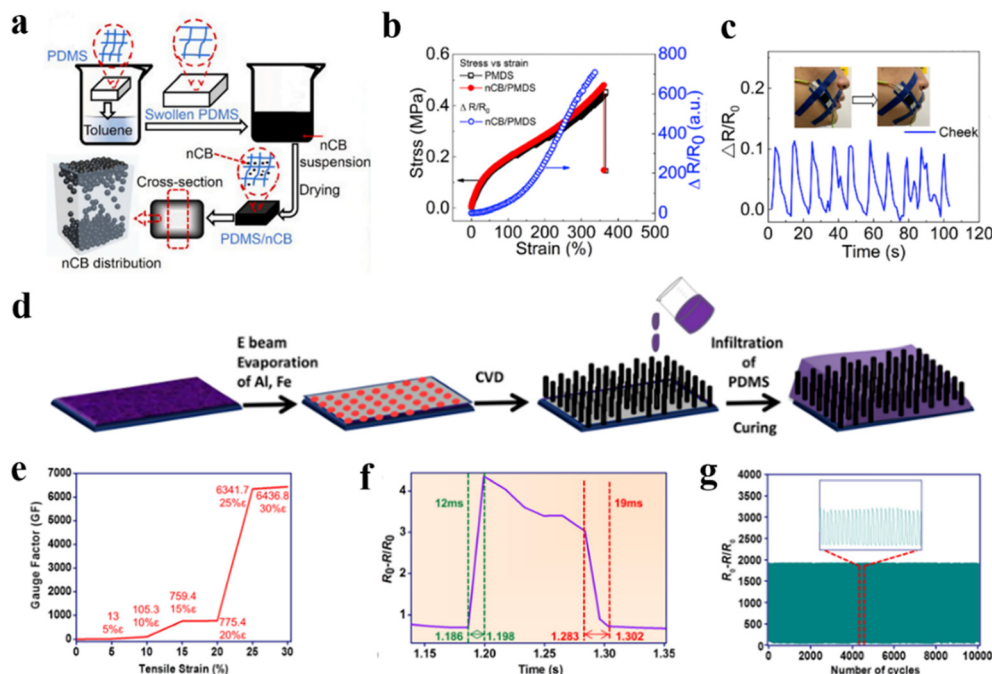 a
PDMS
Toluene
Swollen PDMS
nCB
suspension
nCB
Drying
Cross-section
PDMS/nCB
nCB distribution
b
Strss (MPa)
0.6
0.4
0.2
0.0
Stress vs strain
PMDS
nCB/PMDS
Δ R/R0
nCB/PMDS
800
600
400
200
0
Δ R/R0 (a.u.)
0 100 200 300 400 500
Strain (%)
c
△R/R0
0.2
0.1
0.0
Cheek
0 20 40 60 80 100 120
Time (s)
d
E beam
Evaporation
of Al, Fe
CVD
Infiltration
of
PDMS
Curing
e
Gauge Factor (GF)
7000
6000
5000
4000
3000
2000
1000
0
13
5%ε
105.3
10%ε
759.4
15%ε
775.4
20%ε
6341.7
25%ε
6436.8
30%ε
0 5 10 15 20 25 30
Tensile Strain (%)
f
R0-R/R0
4
3
2
1
12ms
19ms
1.186
1.198
1.283
1.302
1.15 1.20 1.25 1.30 1.35
Time (s)
g
R0-R/R0
4000
3500
3000
2500
2000
1500
1000
500
0
0 2000 4000 6000 8000 10000
Number of cycles